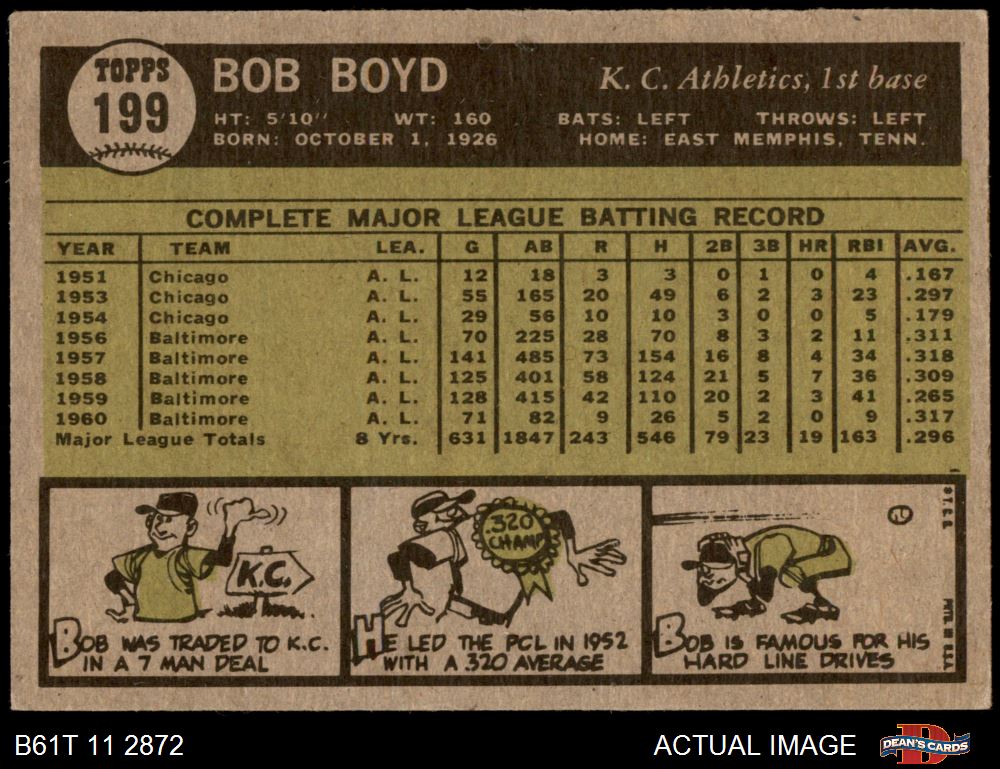 TOPPS
199
BOB BOYD
K. C. Athletics, 1st base
HT: 5'10" WT: 160 BATS: LEFT THROWS: LEFT
BORN: OCTOBER 1, 1926 HOME: EAST MEMPHIS, TENN.
COMPLETE MAJOR LEAGUE BATTING RECORD
YEAR TEAM LEA. G AB R H 2B 3B HR RBI AVG.
1951 Chicago A. L. 12 18 3 3 0 1 0 4 .167
1953 Chicago A. L. 55 165 20 49 6 2 3 23 .297
1954 Chicago A. L. 29 56 10 10 3 0 0 5 .179
1956 Baltimore A. L. 70 225 28 70 8 3 2 11 .311
1957 Baltimore A. L. 141 485 73 154 16 8 4 34 .318
1958 Baltimore A. L. 125 401 58 124 21 5 7 36 .309
1959 Baltimore A. L. 128 415 42 110 20 2 3 41 .265
1960 Baltimore A. L. 71 82 9 26 5 2 0 9 .317
Major League Totals 8 Yrs. 631 1847 243 546 79 23 19 163 .296
K.C.
BOB WAS TRADED TO K.C.
IN A 7 MAN DEAL
.320
CHAMP
HE LED THE PCL IN 1952
WITH A .320 AVERAGE
BOB IS FAMOUS FOR HIS
HARD LINE DRIVES
B61T 11 2872
ACTUAL IMAGE
DEAN'S CARDS